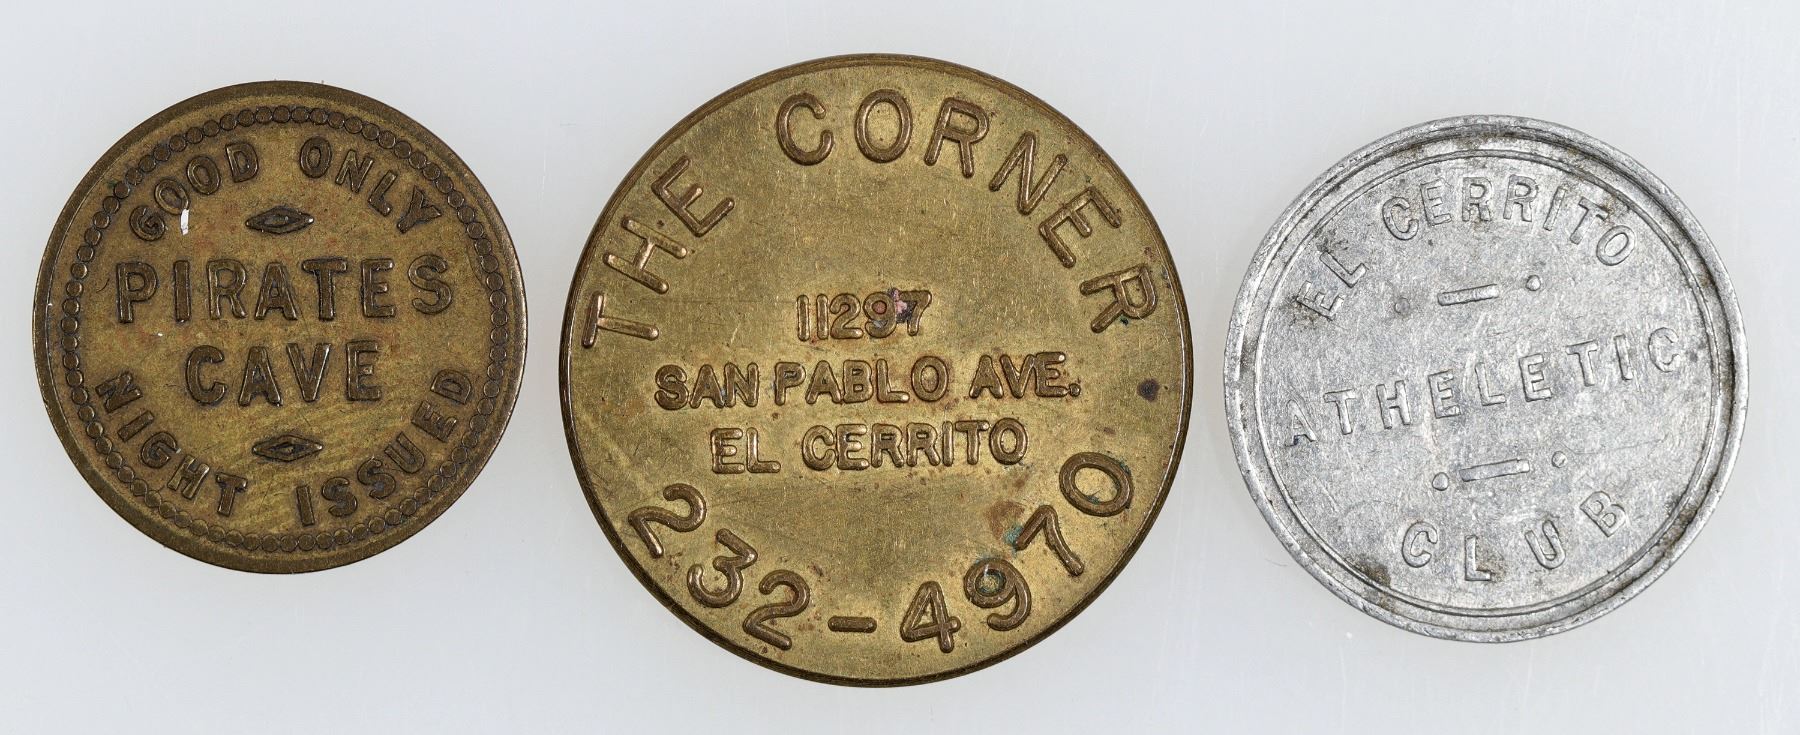 GOOD ONLY
PIRATES
CAVE
NIGHT ISSUED
THE CORNER
11297
SAN PABLO AVE.
EL CERRITO
232-4970
EL CERRITO
ATHELETIC
CLUB